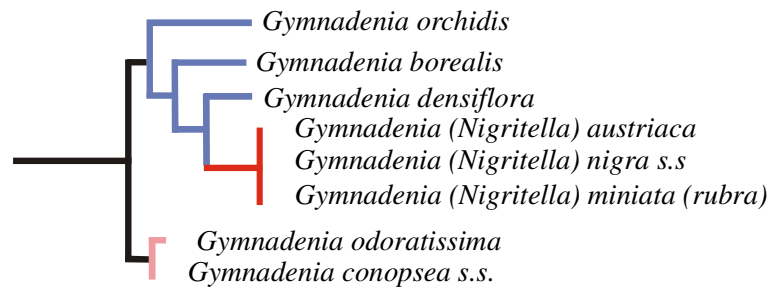 Gymnadenia orchidis
Gymnadenia borealis
Gymnadenia densiflora
Gymnadenia (Nigritella) austriaca
Gymnadenia (Nigritella) nigra s.s
Gymnadenia (Nigritella) miniata (rubra)
Gymnadenia odoratissima
Gymnadenia conopsea s.s.